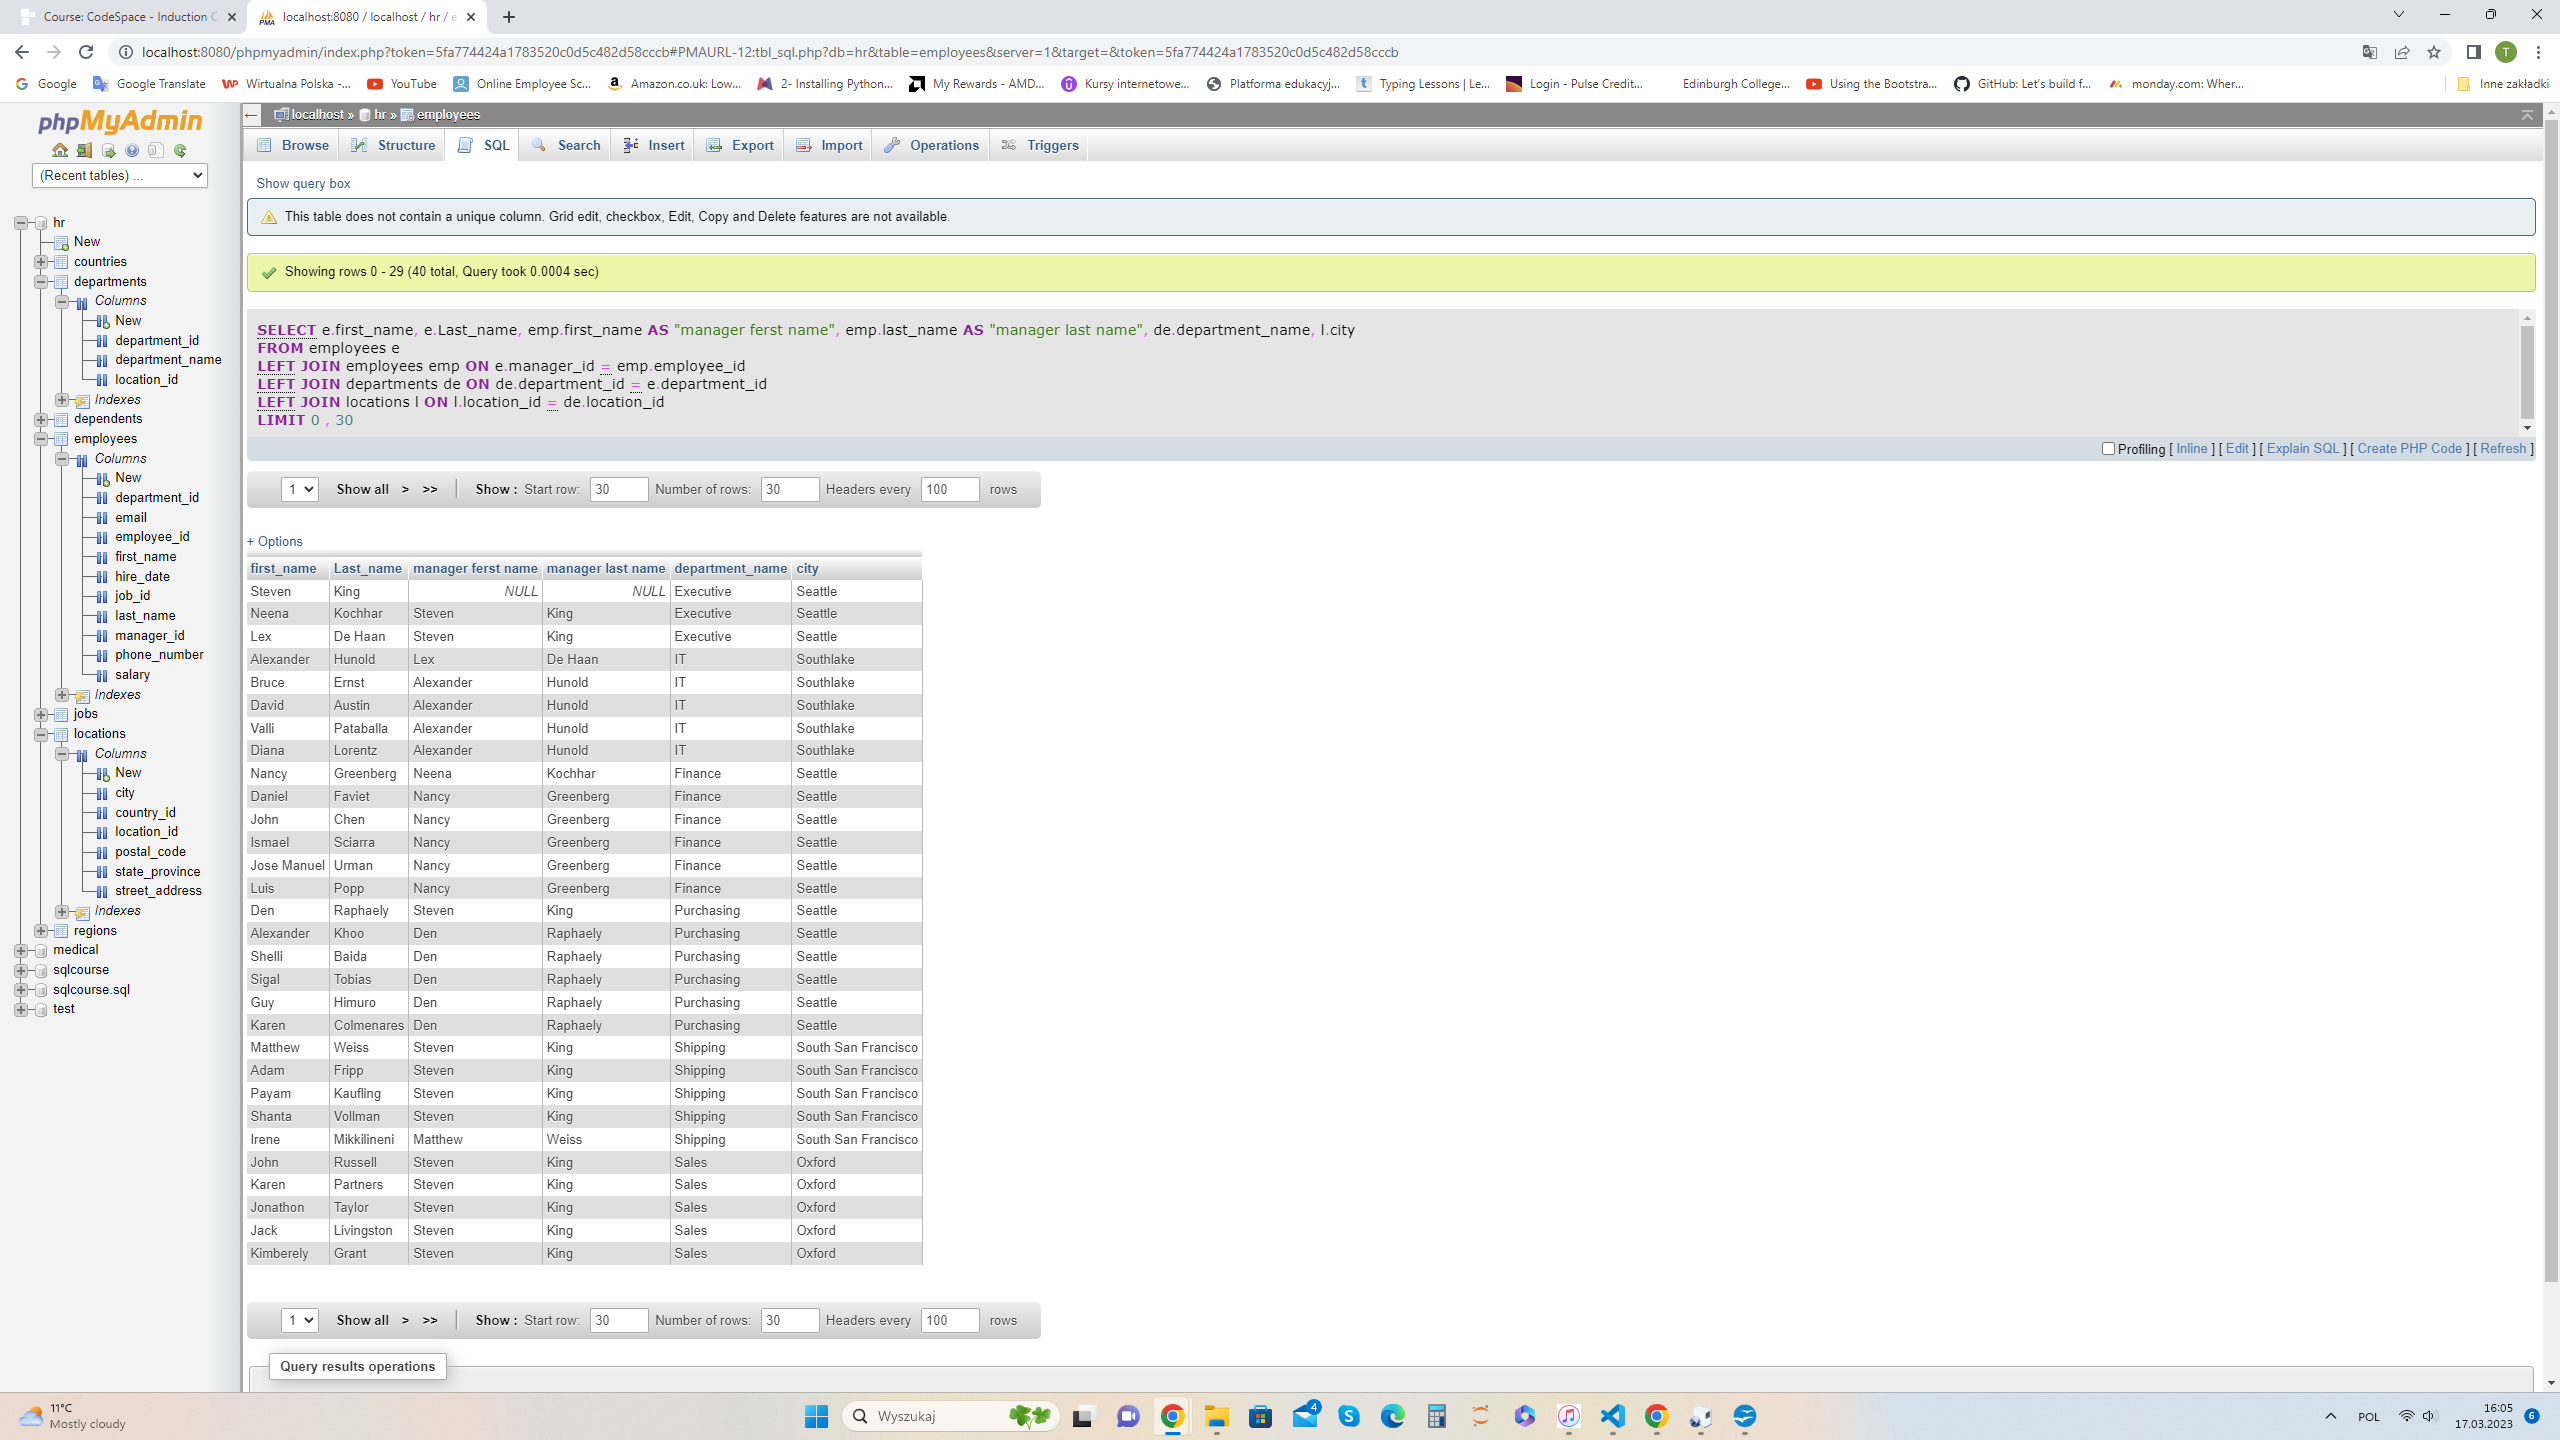 Course: CodeSpace - Induction C
localhost:8080 / localhost / hr / e
localhost:8080/phpmyadmin/index.php?token=5fa774424a1783520c0d5c482d58cccb#PMAURL-12:tbl_sql.php?db=hr&table=employees&server=1&target=&token=5fa774424a1783520c0d5c482d58cccb
T
Google
Google Translate
Wirtualna Polska -...
YouTube
Online Employee Sc...
Amazon.co.uk: Low...
2- Installing Python...
My Rewards - AMD...
Kursy internetowe...
Platforma edukacyj...
Typing Lessons | Le...
Login - Pulse Credit...
Edinburgh College...
Using the Bootstra...
GitHub: Let's build f...
monday.com: Wher...
Inne zakładki
phpMyAdmin
(Recent tables) ...
hr
New
countries
departments
Columns
New
department_id
department_name
location_id
Indexes
dependents
employees
Columns
New
department_id
email
employee_id
first_name
hire_date
job_id
last_name
manager_id
phone_number
salary
Indexes
jobs
locations
Columns
New
city
country_id
location_id
postal_code
state_province
street_address
Indexes
regions
medical
sqlcourse
sqlcourse.sql
test
localhost » hr » employees
Browse Structure SQL Search Insert Export Import Operations Triggers
Show query box
This table does not contain a unique column. Grid edit, checkbox, Edit, Copy and Delete features are not available.
Showing rows 0 - 29 (40 total, Query took 0.0004 sec)
SELECT e.first_name, e.Last_name, emp.first_name AS "manager ferst name", emp.last_name AS "manager last name", de.department_name, l.city
FROM employees e
LEFT JOIN employees emp ON e.manager_id = emp.employee_id
LEFT JOIN departments de ON de.department_id = e.department_id
LEFT JOIN locations l ON l.location_id = de.location_id
LIMIT 0 , 30
Profiling [ Inline ] [ Edit ] [ Explain SQL ] [ Create PHP Code ] [ Refresh ]
1 Show all > >> Show : Start row: 30 Number of rows: 30 Headers every 100 rows
+ Options
first_name Last_name manager ferst name manager last name department_name city
Steven King NULL NULL Executive Seattle
Neena Kochhar Steven King Executive Seattle
Lex De Haan Steven King Executive Seattle
Alexander Hunold Lex De Haan IT Southlake
Bruce Ernst Alexander Hunold IT Southlake
David Austin Alexander Hunold IT Southlake
Valli Pataballa Alexander Hunold IT Southlake
Diana Lorentz Alexander Hunold IT Southlake
Nancy Greenberg Neena Kochhar Finance Seattle
Daniel Faviet Nancy Greenberg Finance Seattle
John Chen Nancy Greenberg Finance Seattle
Ismael Sciarra Nancy Greenberg Finance Seattle
Jose Manuel Urman Nancy Greenberg Finance Seattle
Luis Popp Nancy Greenberg Finance Seattle
Den Raphaely Steven King Purchasing Seattle
Alexander Khoo Den Raphaely Purchasing Seattle
Shelli Baida Den Raphaely Purchasing Seattle
Sigal Tobias Den Raphaely Purchasing Seattle
Guy Himuro Den Raphaely Purchasing Seattle
Karen Colmenares Den Raphaely Purchasing Seattle
Matthew Weiss Steven King Shipping South San Francisco
Adam Fripp Steven King Shipping South San Francisco
Payam Kaufling Steven King Shipping South San Francisco
Shanta Vollman Steven King Shipping South San Francisco
Irene Mikkilineni Matthew Weiss Shipping South San Francisco
John Russell Steven King Sales Oxford
Karen Partners Steven King Sales Oxford
Jonathon Taylor Steven King Sales Oxford
Jack Livingston Steven King Sales Oxford
Kimberely Grant Steven King Sales Oxford
1 Show all > >> Show : Start row: 30 Number of rows: 30 Headers every 100 rows
Query results operations
11°C
Mostly cloudy
Wyszukaj
4
POL
16:05
17.03.2023
6